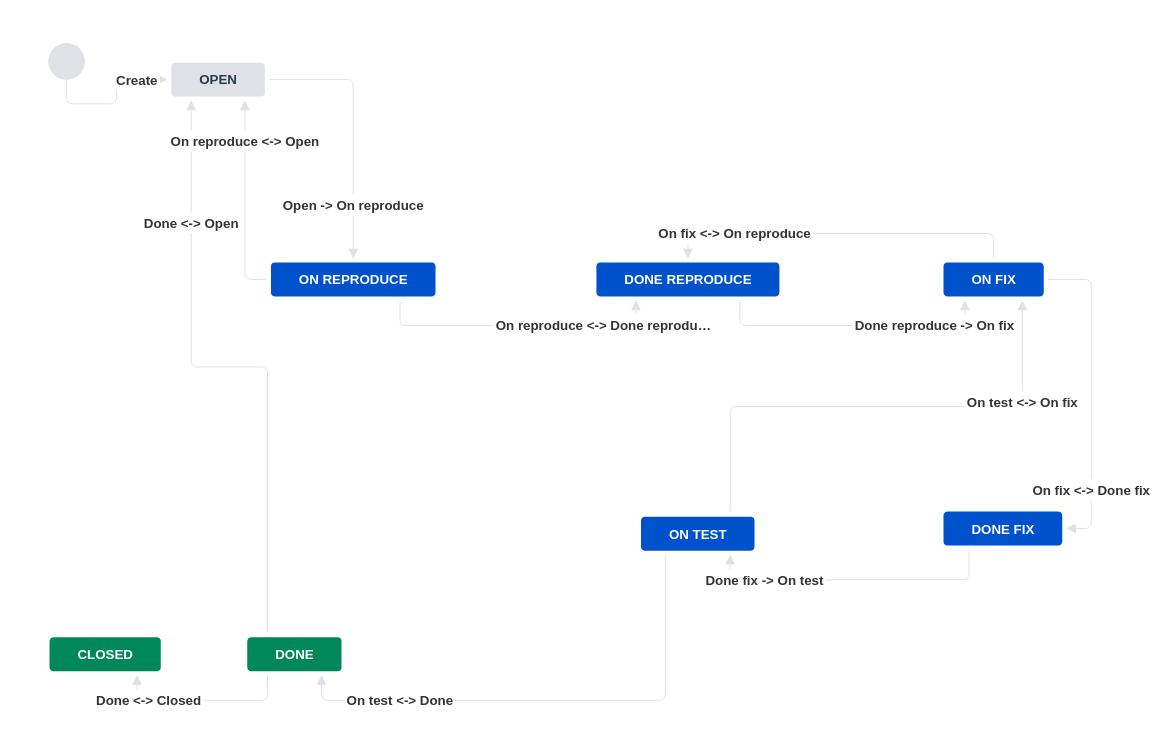 Create
OPEN
On reproduce <-> Open
Open -> On reproduce
Done <-> Open
On fix <-> On reproduce
ON REPRODUCE
DONE REPRODUCE
ON FIX
On reproduce <-> Done reprodu…
Done reproduce -> On fix
On test <-> On fix
On fix <-> Done fix
ON TEST
DONE FIX
Done fix -> On test
CLOSED
DONE
Done <-> Closed
On test <-> Done